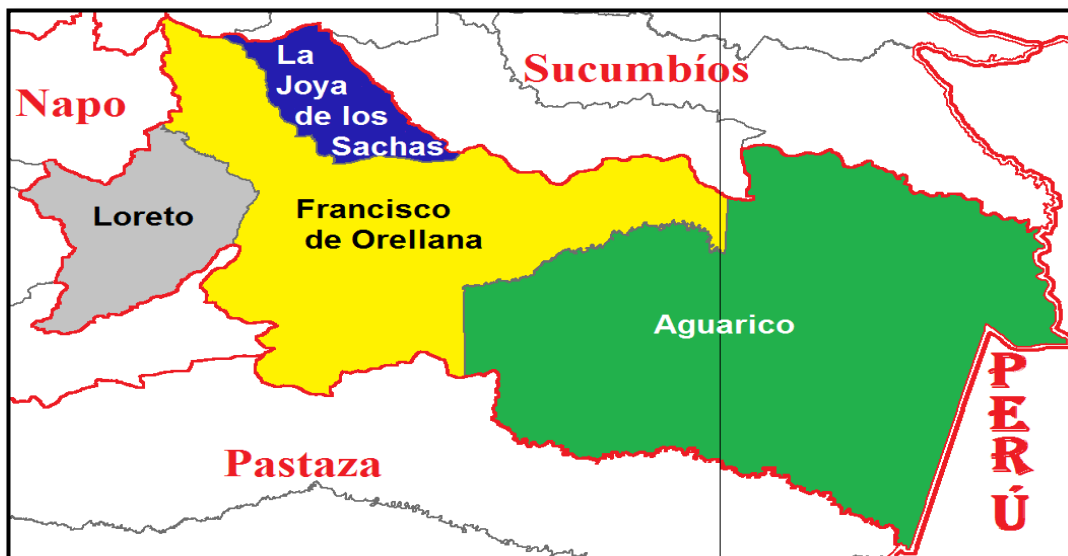 La
Joya
de los
Sachas
Sucumbíos
Napo
Loreto
Francisco
de Orellana
Aguarico
Pastaza
PERÚ